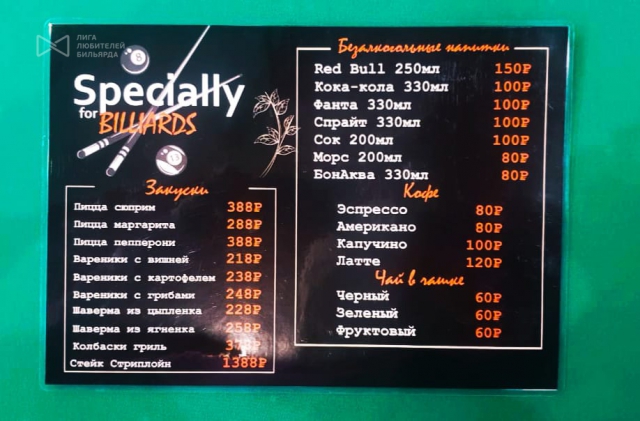 ЛИГА
ЛЮБИТЕЛЕЙ
БИЛЬЯРДА
8
Specially
for BILLIARDS
Закуски
Пицца сюприм 388₽
Пицца маргарита 288₽
Пицца пепперони 388₽
Вареники с вишней 218₽
Вареники с картофелем 238₽
Вареники с грибами 248₽
Шаверма из цыпленка 228₽
Шаверма из ягненка 258₽
Колбаски гриль
Стейк Стриплойн 1388₽
Безалкогольные напитки
Red Bull 250мл 150₽
Кока-кола 330мл 100₽
Фанта 330мл 100₽
Спрайт 330мл 100₽
Сок 200мл 100₽
Морс 200мл 80₽
БонАква 330мл 80₽
Кофе
Эспрессо 80₽
Американо 80₽
Капучино 100₽
Латте 120₽
Чай в чашке
Черный 60₽
Зеленый 60₽
Фруктовый 60₽